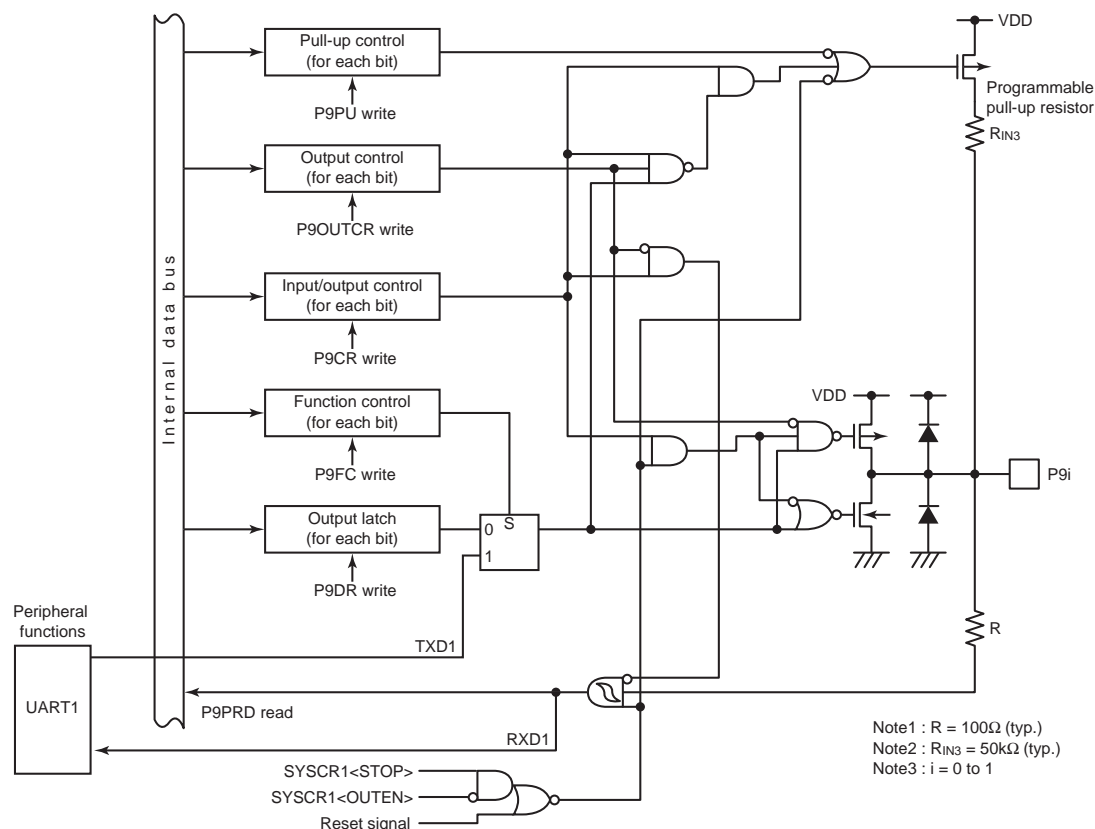 VDD
Pull-up control
(for each bit)
P9PU write
Programmable
pull-up resistor
RIN3
Output control
(for each bit)
P9OUTCR write
Internal data bus
Input/output control
(for each bit)
P9CR write
Function control
(for each bit)
P9FC write
VDD
P9i
Output latch
(for each bit)
0
S
1
P9DR write
Peripheral
functions
TXD1
R
UART1
P9PRD read
RXD1
Note1 : R = 100Ω (typ.)
Note2 : RIN3 = 50kΩ (typ.)
Note3 : i = 0 to 1
SYSCR1<STOP>
SYSCR1<OUTEN>
Reset signal